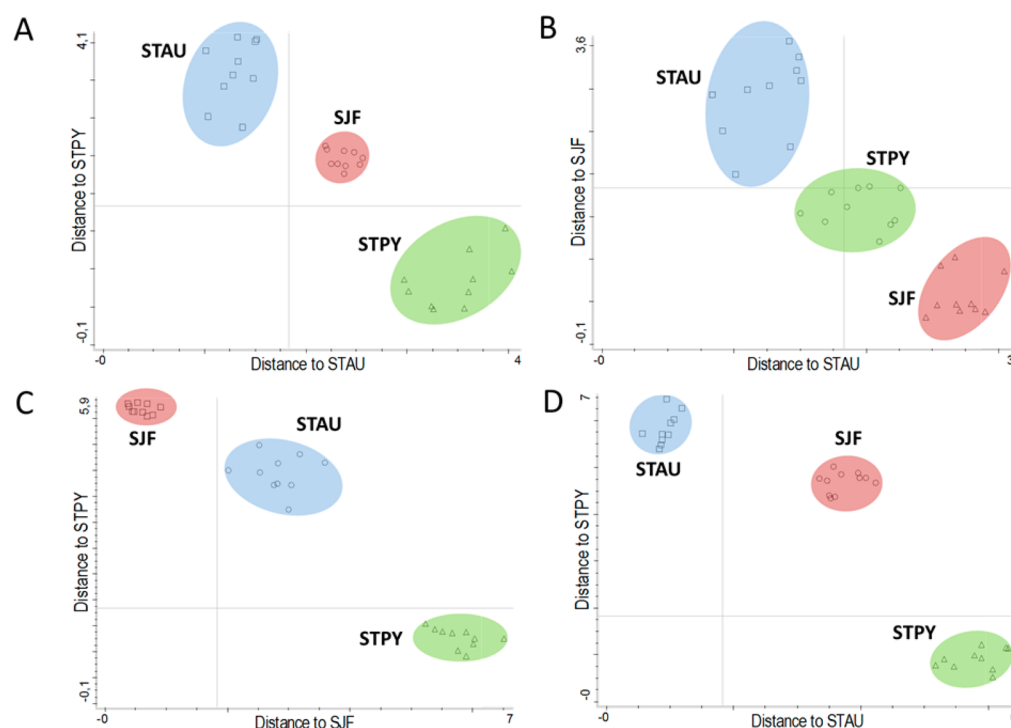 A
4,1
STAU
SJF
STPY
Distance to STPY
-0,1
-0
Distance to STAU
4
B
3,6
STAU
STPY
SJF
Distance to SJF
-0,1
-0
Distance to STAU
3
C
5,9
SJF
STAU
STPY
Distance to STPY
-0,1
-0
Distance to SJF
7
D
7
STAU
SJF
STPY
Distance to STPY
-0
-0
Distance to STAU